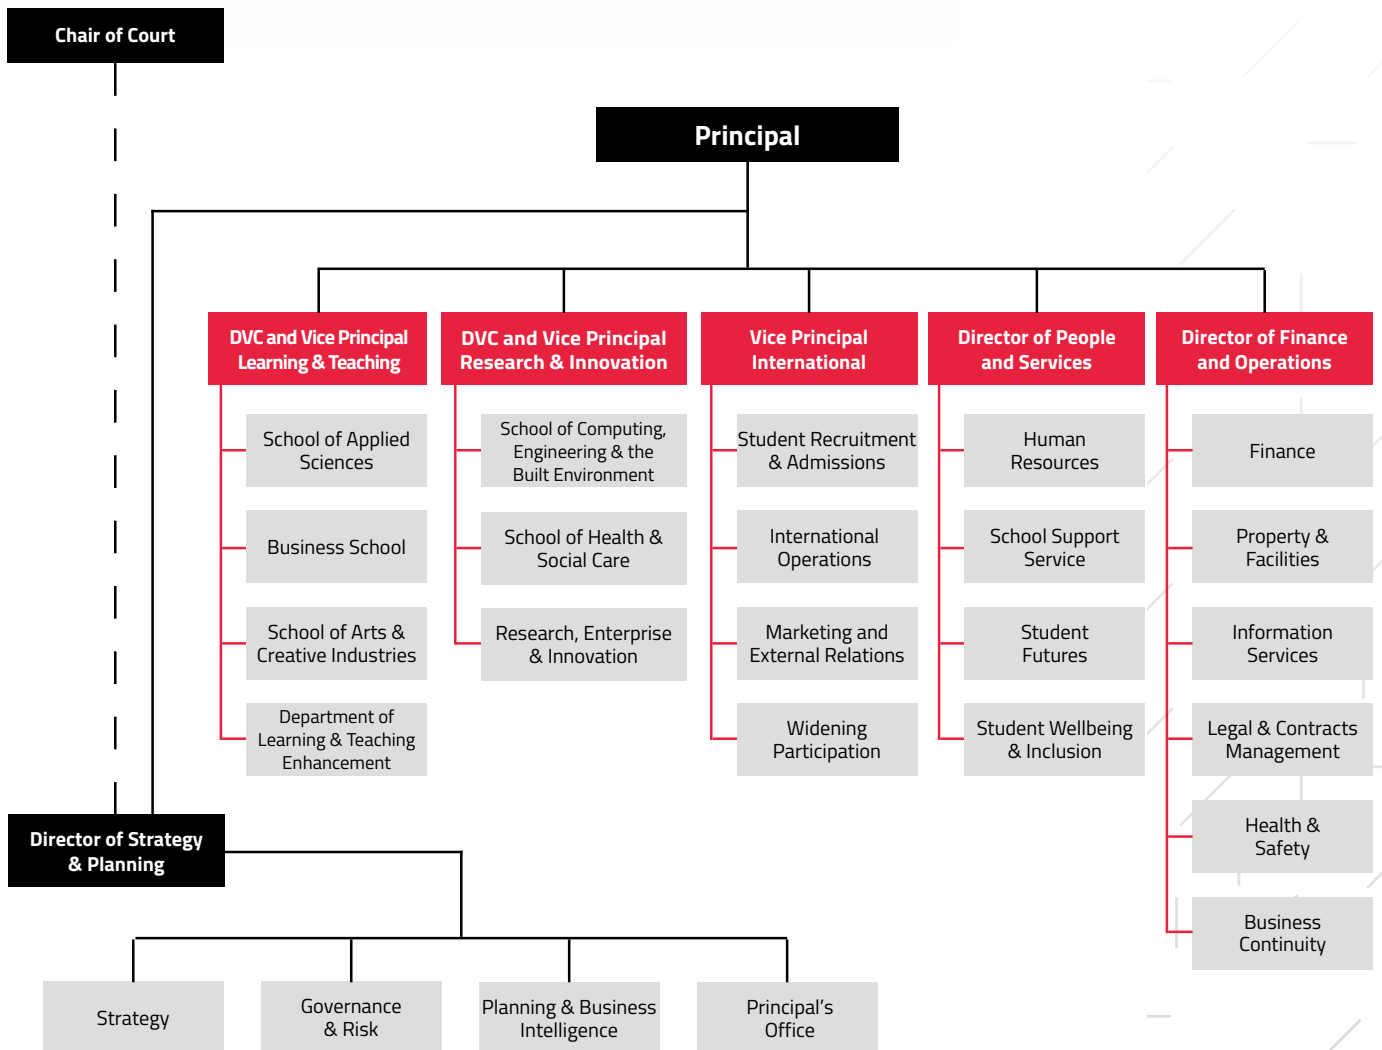 Chair of Court
Principal
DVC and Vice Principal
Learning & Teaching
School of Applied
Sciences
Business School
School of Arts &
Creative Industries
Department of
Learning & Teaching
Enhancement
DVC and Vice Principal
Research & Innovation
School of Computing,
Engineering & the
Built Environment
School of Health &
Social Care
Research, Enterprise
& Innovation
Vice Principal
International
Student Recruitment
& Admissions
International
Operations
Marketing and
External Relations
Widening
Participation
Director of People
and Services
Human
Resources
School Support
Service
Student
Futures
Student Wellbeing
& Inclusion
Director of Finance
and Operations
Finance
Property &
Facilities
Information
Services
Legal & Contracts
Management
Health &
Safety
Business
Continuity
Director of Strategy
& Planning
Strategy
Governance
& Risk
Planning & Business
Intelligence
Principal's
Office